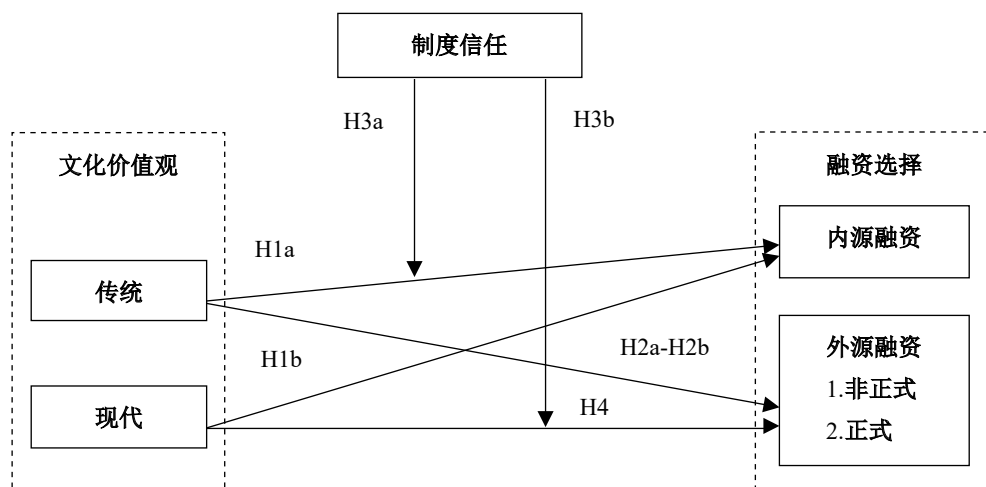 制度信任
H3a
H3b
文化价值观
融资选择
内源融资
H1a
传统
外源融资
H1b
H2a-H2b
1.非正式
现代
H4
2.正式